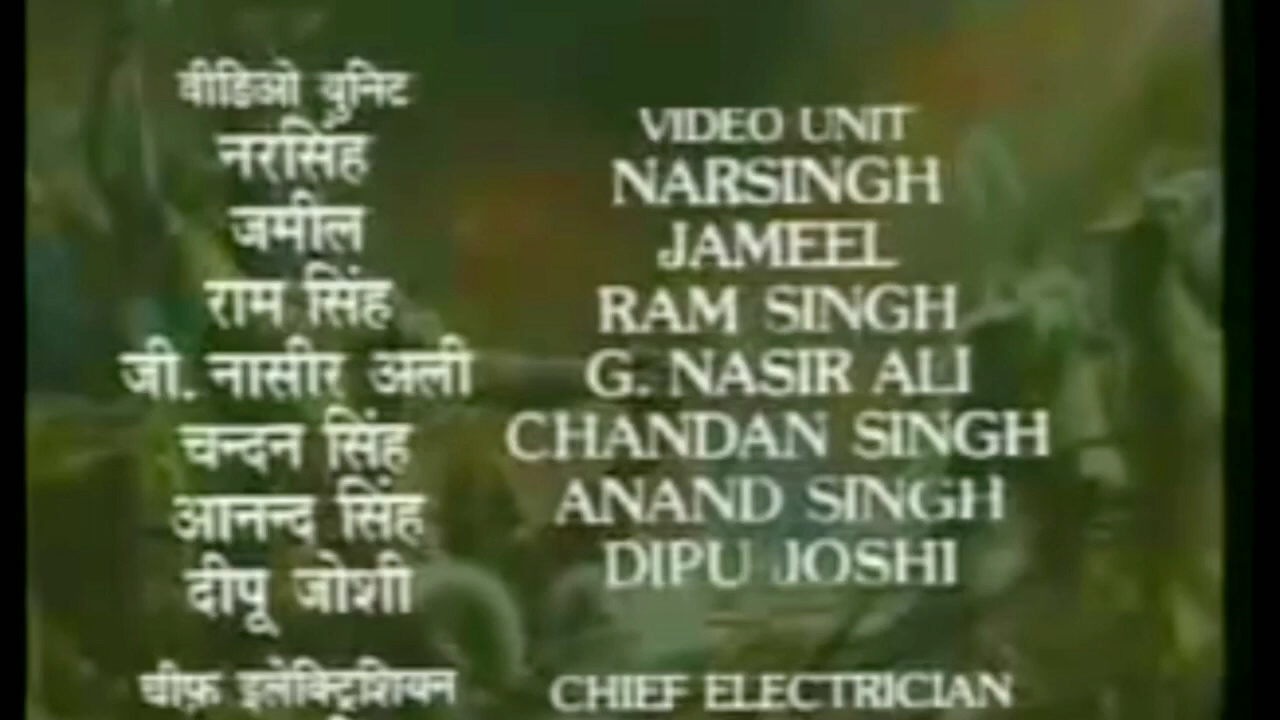 वीडिओ युनिट
नरसिंह
जमील
राम सिंह
जी. नासीर अली
चन्दन सिंह
आनन्द सिंह
दीपू जोशी
चीफ़ इलेक्ट्रिशियन
VIDEO UNIT
NARSINGH
JAMEEL
RAM SINGH
G. NASIR ALI
CHANDAN SINGH
ANAND SINGH
DIPU JOSHI
CHIEF ELECTRICIAN